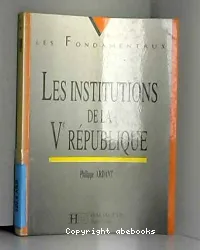 LES FONDAMENTAUX
LES INSTITUTIONS
DE LA
Vᵉ RÉPUBLIQUE
Philippe ARDANT
H
Copyright@abebooks